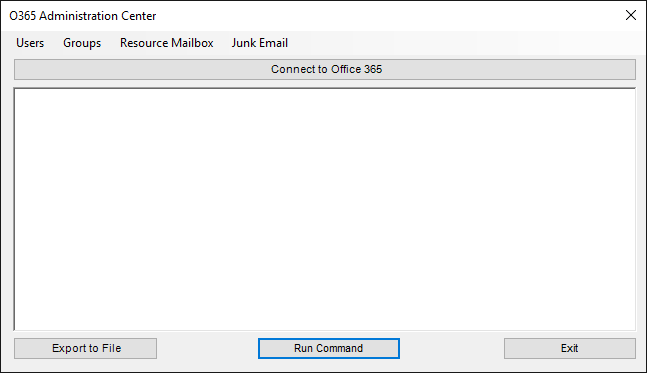 O365 Administration Center
Users Groups Resource Mailbox Junk Email
Connect to Office 365
Export to File Run Command Exit